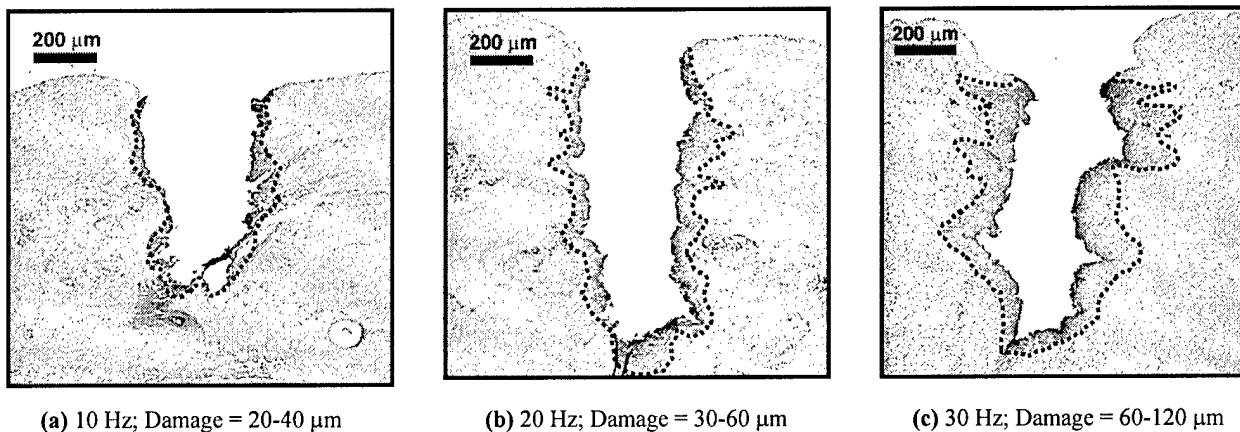 200 μm
200 μm
200 μm
(a) 10 Hz; Damage = 20-40 μm
(b) 20 Hz; Damage = 30-60 μm
(c) 30 Hz; Damage = 60-120 μm